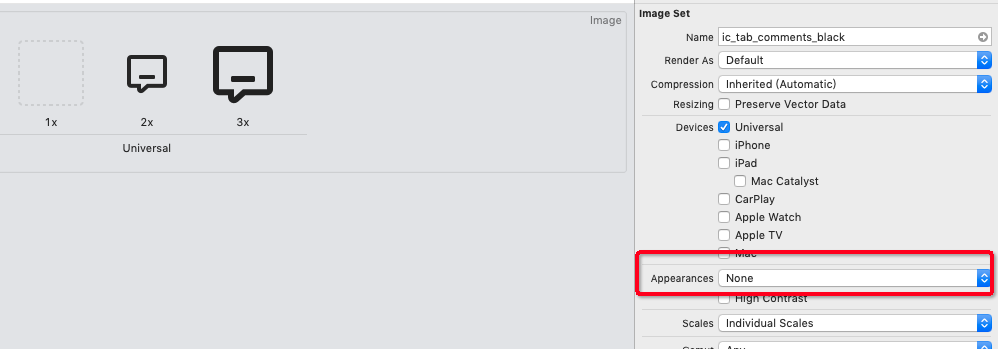 Image
1x
2x
3x
Universal
Image Set
Name ic_tab_comments_black
Render As Default
Compression Inherited (Automatic)
Resizing Preserve Vector Data
Devices Universal
iPhone
iPad
Mac Catalyst
CarPlay
Apple Watch
Apple TV
Mac
Appearances None
High Contrast
Scales Individual Scales
Gamut Any